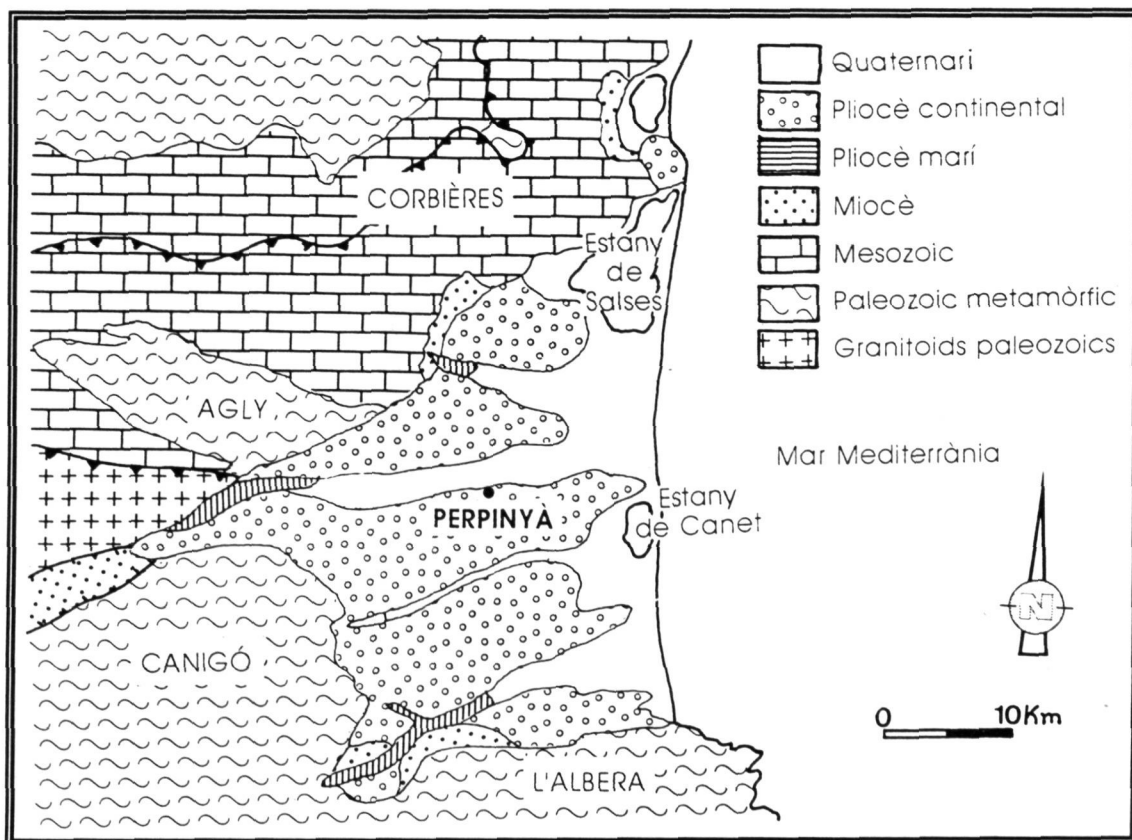 Quaternari
Pliocè continental
Pliocè marí
Miocè
Mesozoic
Paleozoic metamòrfic
Granitoids paleozoics
CORBIÈRES
Estany
de
Salses
AGLY
Mar Mediterrània
PERPINYÀ
Estany
de Canet
N
CANIGÓ
0 10Km
L'ALBERA